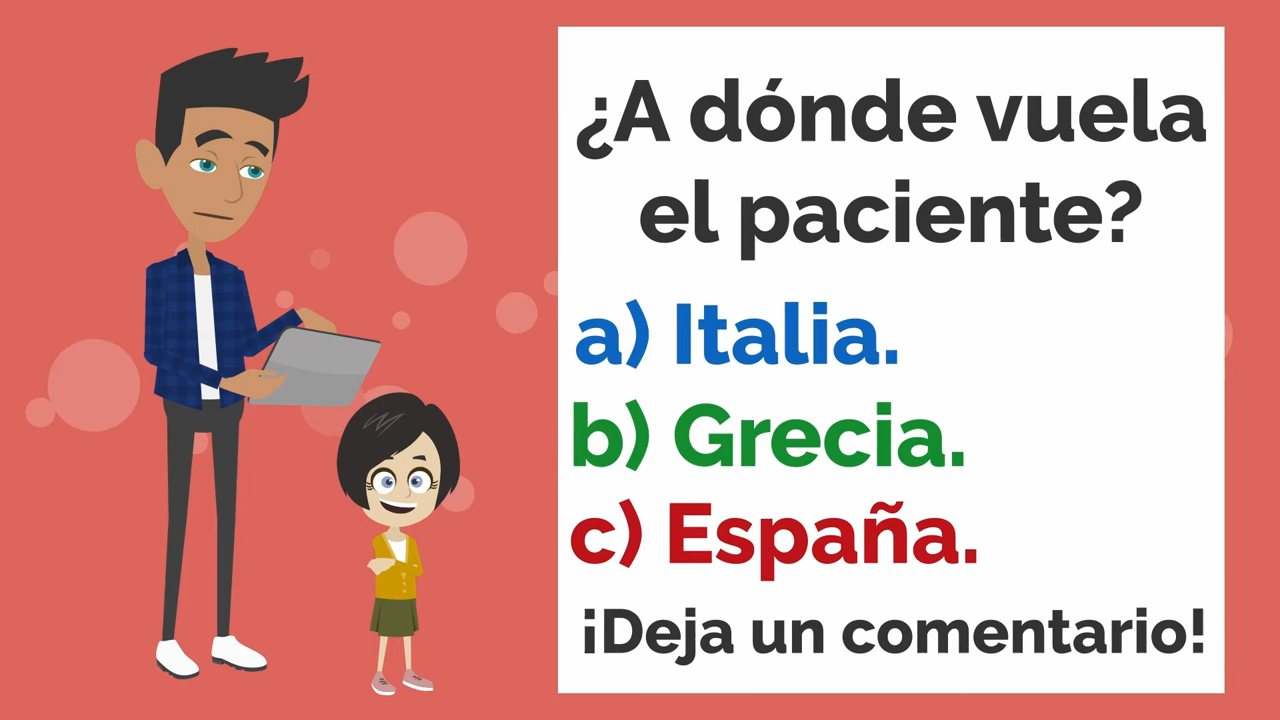 ¿A dónde vuela
el paciente?
a) Italia.
b) Grecia.
c) España.
¡Deja un comentario!